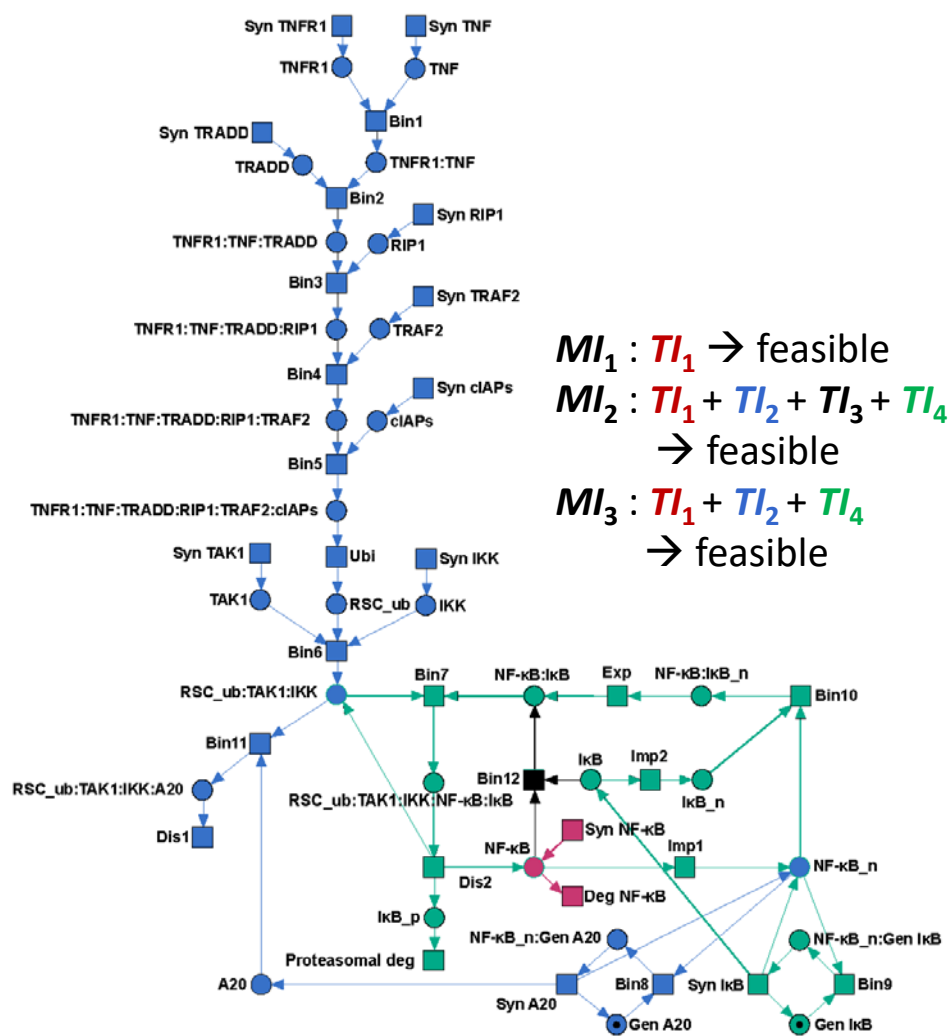 Syn TNFR1
Syn TNF
TNFR1
TNF
Bin1
Syn TRADD
TRADD
TNFR1:TNF
Bin2
Syn RIP1
TNFR1:TNF:TRADD
RIP1
Bin3
Syn TRAF2
TNFR1:TNF:TRADD:RIP1
TRAF2
MI₁ : TI₁ → feasible
Bin4
MI₂ : TI₁ + TI₂ + TI₃ + TI₄
Syn cIAPs
TNFR1:TNF:TRADD:RIP1:TRAF2
cIAPs
→ feasible
Bin5
MI₃ : TI₁ + TI₂ + TI₄
TNFR1:TNF:TRADD:RIP1:TRAF2:cIAPs
→ feasible
Syn TAK1
Ubi
Syn IKK
TAK1
RSC_ub
IKK
Bin6
Bin7
NF-κB:IκB
Exp
NF-κB:IκB_n
RSC_ub:TAK1:IKK
Bin10
Bin11
IκB
Imp2
Bin12
RSC_ub:TAK1:IKK:A20
RSC_ub:TAK1:IKK:NF-κB:IκB
IκB_n
Dis1
Syn NF-κB
NF-κB
Imp1
NF-κB_n
Dis2
Deg NF-κB
IκB_p
NF-κB_n:Gen A20
NF-κB_n:Gen IκB
Proteasomal deg
A20
Syn A20
Bin8
Syn IκB
Bin9
Gen A20
Gen IκB